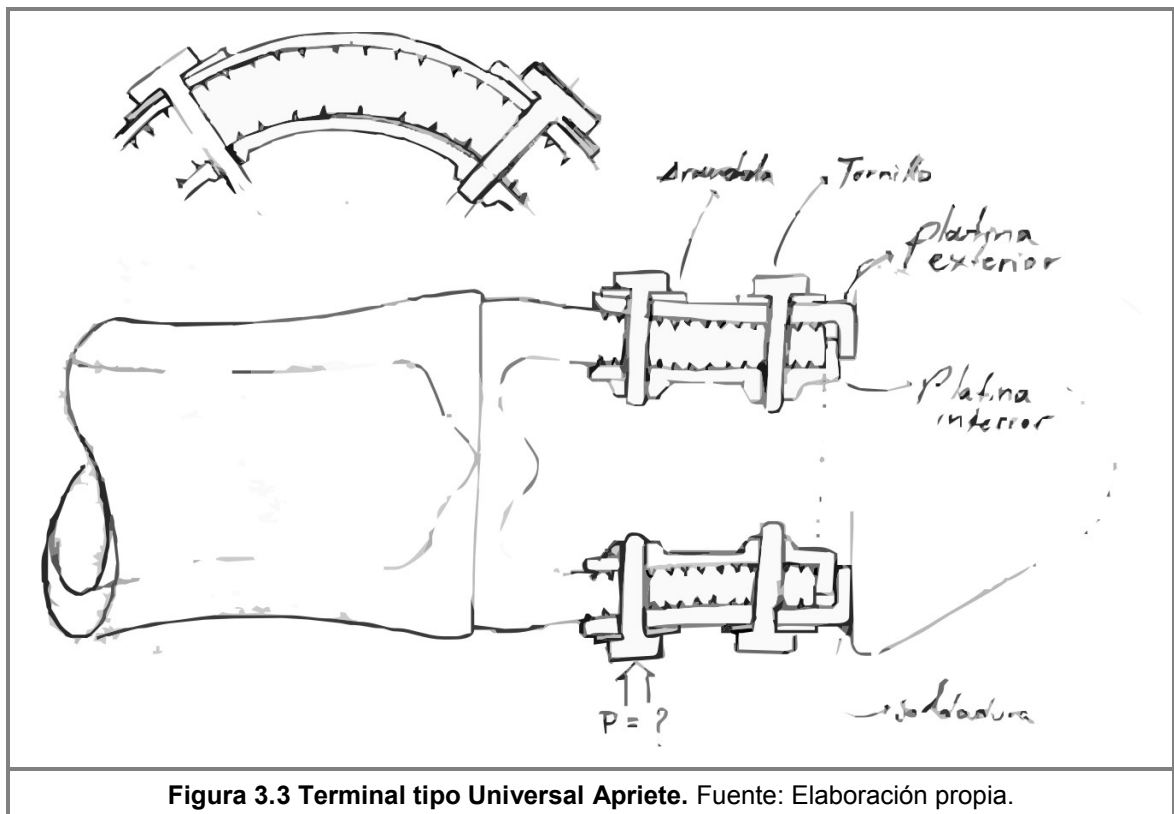 Arandela
Tornillo
platina
exterior
Platina
interior
P = ?
soldadura
Figura 3.3 Terminal tipo Universal Apriete. Fuente: Elaboración propia.